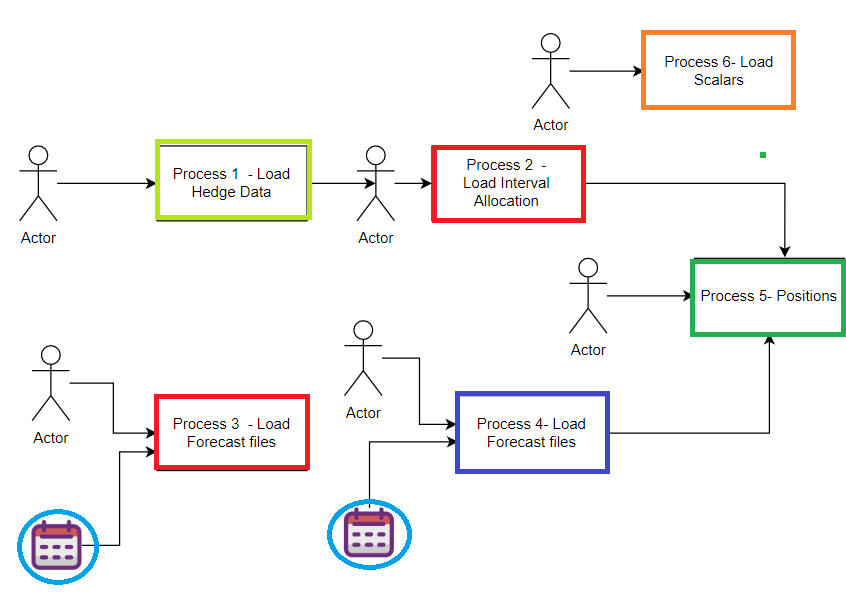 Process 6- Load
Scalars
Actor
Process 1 - Load
Hedge Data
Process 2 -
Load Interval
Allocation
Actor
Actor
Process 5- Positions
Actor
Process 3 - Load
Forecast files
Process 4- Load
Forecast files
Actor
Actor